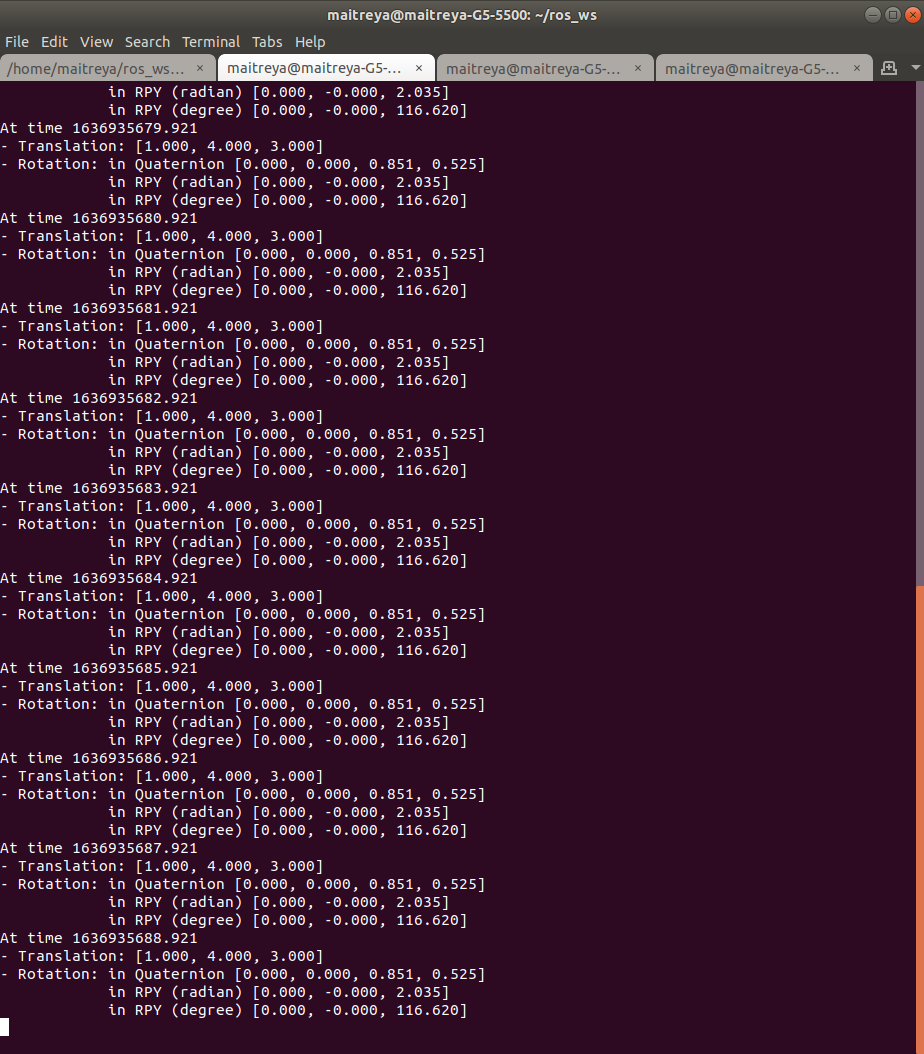 maitreya@maitreya-G5-5500: ~/ros_ws
File Edit View Search Terminal Tabs Help
/home/maitreya/ros_ws... × maitreya@maitreya-G5-... × maitreya@maitreya-G5-... × maitreya@maitreya-G5-... ×
            in RPY (radian) [0.000, -0.000, 2.035]
            in RPY (degree) [0.000, -0.000, 116.620]
At time 1636935679.921
- Translation: [1.000, 4.000, 3.000]
- Rotation: in Quaternion [0.000, 0.000, 0.851, 0.525]
            in RPY (radian) [0.000, -0.000, 2.035]
            in RPY (degree) [0.000, -0.000, 116.620]
At time 1636935680.921
- Translation: [1.000, 4.000, 3.000]
- Rotation: in Quaternion [0.000, 0.000, 0.851, 0.525]
            in RPY (radian) [0.000, -0.000, 2.035]
            in RPY (degree) [0.000, -0.000, 116.620]
At time 1636935681.921
- Translation: [1.000, 4.000, 3.000]
- Rotation: in Quaternion [0.000, 0.000, 0.851, 0.525]
            in RPY (radian) [0.000, -0.000, 2.035]
            in RPY (degree) [0.000, -0.000, 116.620]
At time 1636935682.921
- Translation: [1.000, 4.000, 3.000]
- Rotation: in Quaternion [0.000, 0.000, 0.851, 0.525]
            in RPY (radian) [0.000, -0.000, 2.035]
            in RPY (degree) [0.000, -0.000, 116.620]
At time 1636935683.921
- Translation: [1.000, 4.000, 3.000]
- Rotation: in Quaternion [0.000, 0.000, 0.851, 0.525]
            in RPY (radian) [0.000, -0.000, 2.035]
            in RPY (degree) [0.000, -0.000, 116.620]
At time 1636935684.921
- Translation: [1.000, 4.000, 3.000]
- Rotation: in Quaternion [0.000, 0.000, 0.851, 0.525]
            in RPY (radian) [0.000, -0.000, 2.035]
            in RPY (degree) [0.000, -0.000, 116.620]
At time 1636935685.921
- Translation: [1.000, 4.000, 3.000]
- Rotation: in Quaternion [0.000, 0.000, 0.851, 0.525]
            in RPY (radian) [0.000, -0.000, 2.035]
            in RPY (degree) [0.000, -0.000, 116.620]
At time 1636935686.921
- Translation: [1.000, 4.000, 3.000]
- Rotation: in Quaternion [0.000, 0.000, 0.851, 0.525]
            in RPY (radian) [0.000, -0.000, 2.035]
            in RPY (degree) [0.000, -0.000, 116.620]
At time 1636935687.921
- Translation: [1.000, 4.000, 3.000]
- Rotation: in Quaternion [0.000, 0.000, 0.851, 0.525]
            in RPY (radian) [0.000, -0.000, 2.035]
            in RPY (degree) [0.000, -0.000, 116.620]
At time 1636935688.921
- Translation: [1.000, 4.000, 3.000]
- Rotation: in Quaternion [0.000, 0.000, 0.851, 0.525]
            in RPY (radian) [0.000, -0.000, 2.035]
            in RPY (degree) [0.000, -0.000, 116.620]